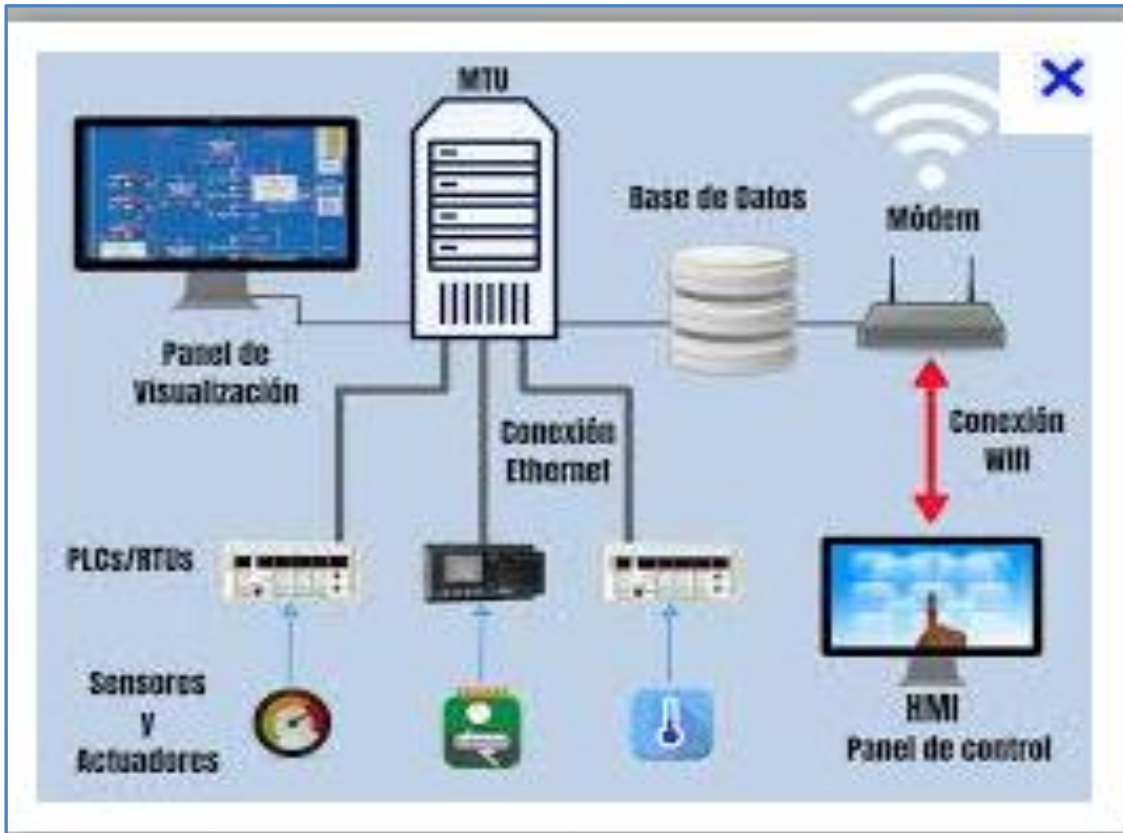 MTU
Base de Datos
Módem
Panel de
Visualización
Conexión
Ethernet
Conexión
Wifi
PLCs/RTUs
Sensores
y
Actuadores
HMI
Panel de control